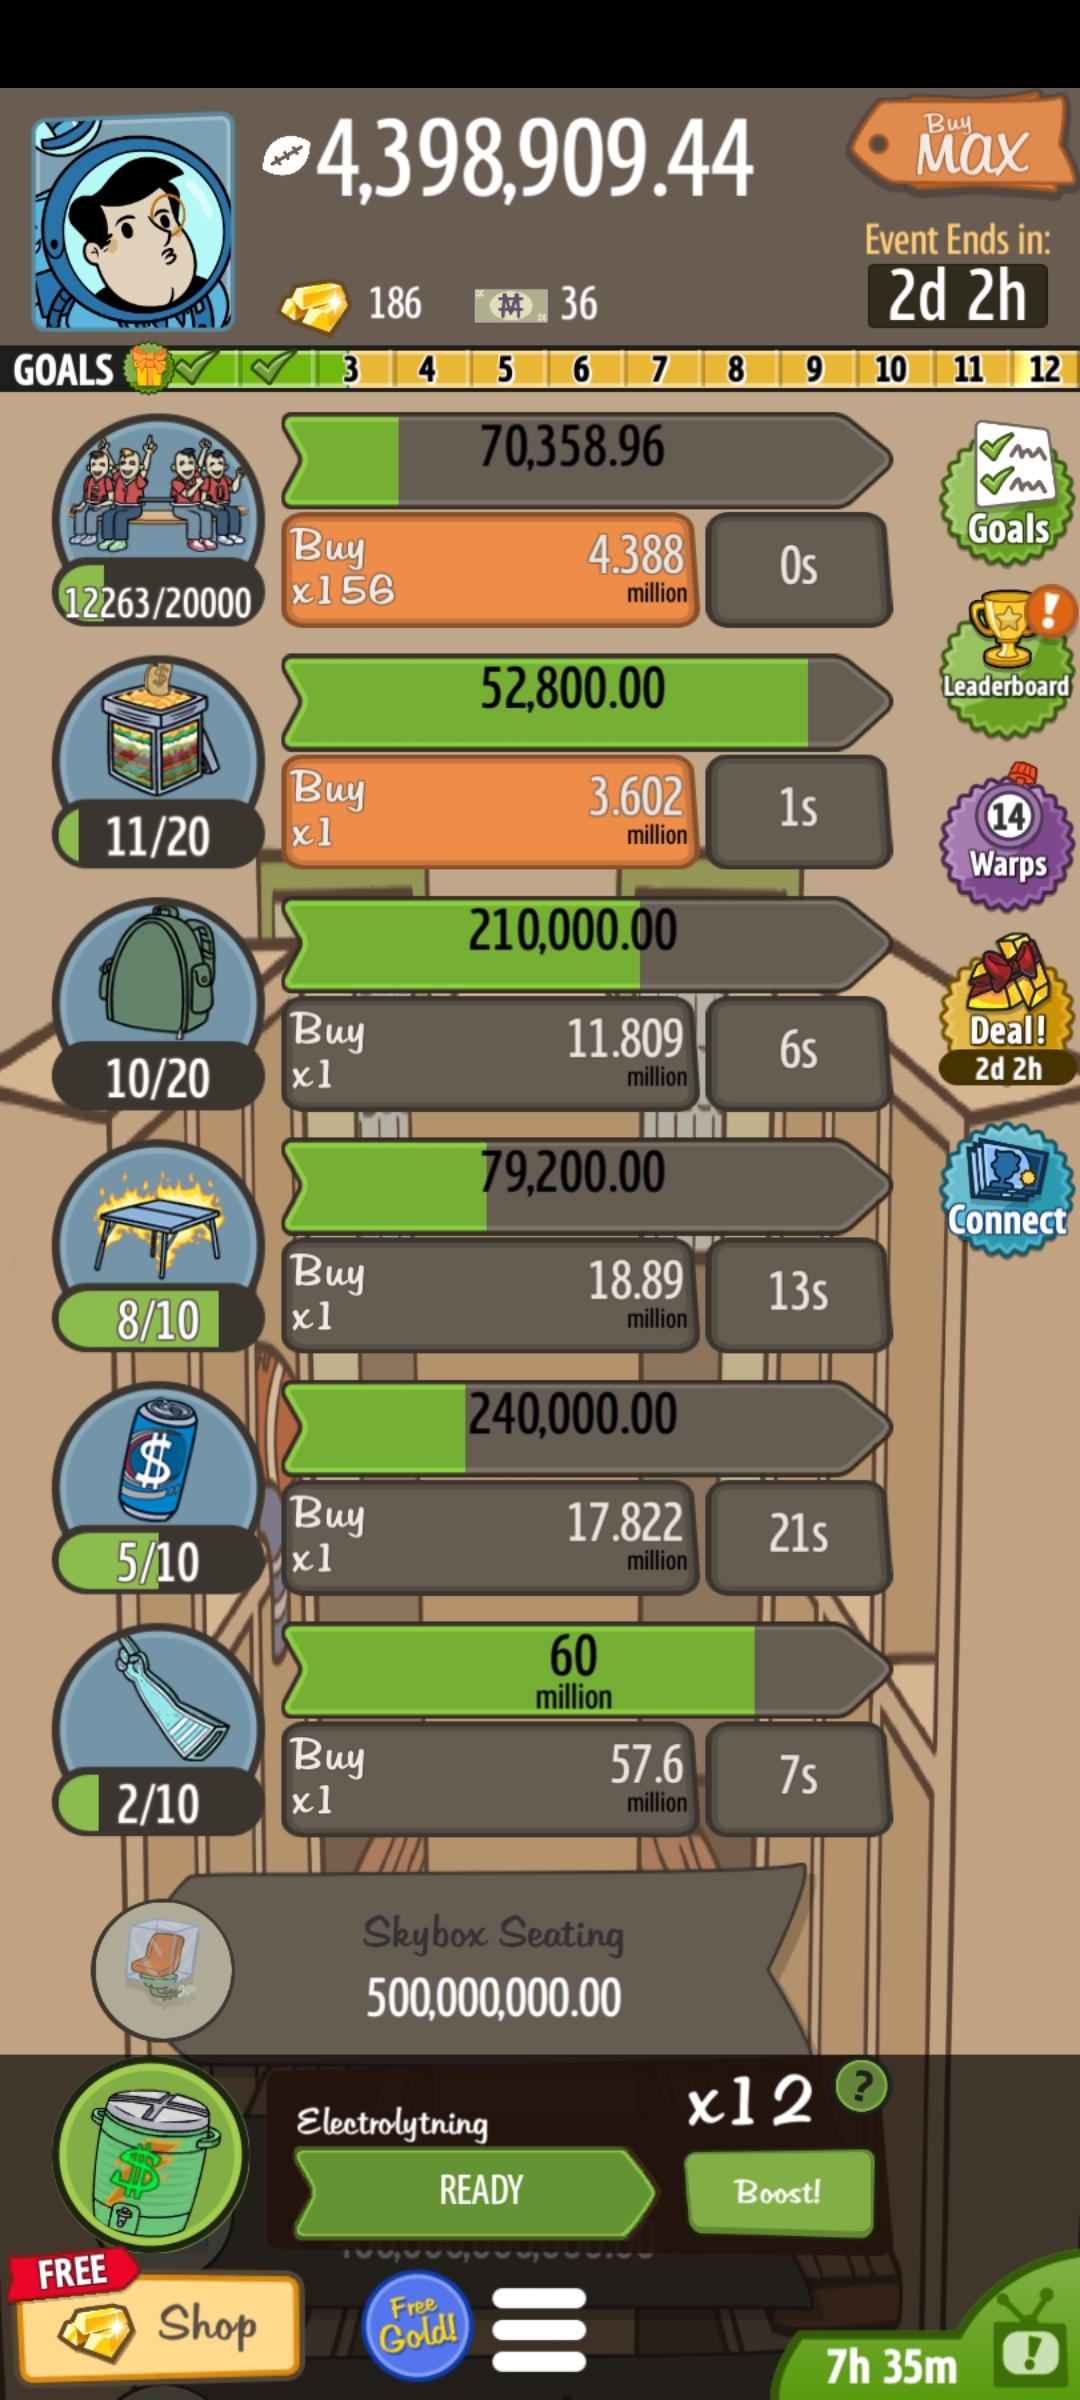 4,398,909.44
Buy
MAX
Event Ends in:
2d 2h
186
36
GOALS
3
4
5
6
7
8
9
10
11
12
70,358.96
12263/20000
Buy
x156
4.388
million
0s
Goals
52,800.00
11/20
Buy
x1
3.602
million
1s
Leaderboard
210,000.00
10/20
Buy
x1
11.809
million
6s
14
Warps
Deal!
2d 2h
79,200.00
8/10
Buy
x1
18.89
million
13s
Connect
240,000.00
5/10
Buy
x1
17.822
million
21s
60
million
2/10
Buy
x1
57.6
million
7s
Skybox Seating
500,000,000.00
Electrolytning
x12
?
READY
Boost!
FREE
Shop
Free
Gold!
7h 35m